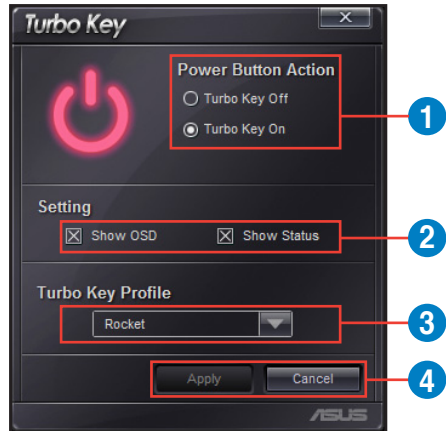 Turbo Key
Power Button Action
Turbo Key Off
Turbo Key On
1
Setting
Show OSD
Show Status
2
Turbo Key Profile
Rocket
3
Apply
Cancel
4
ASUS